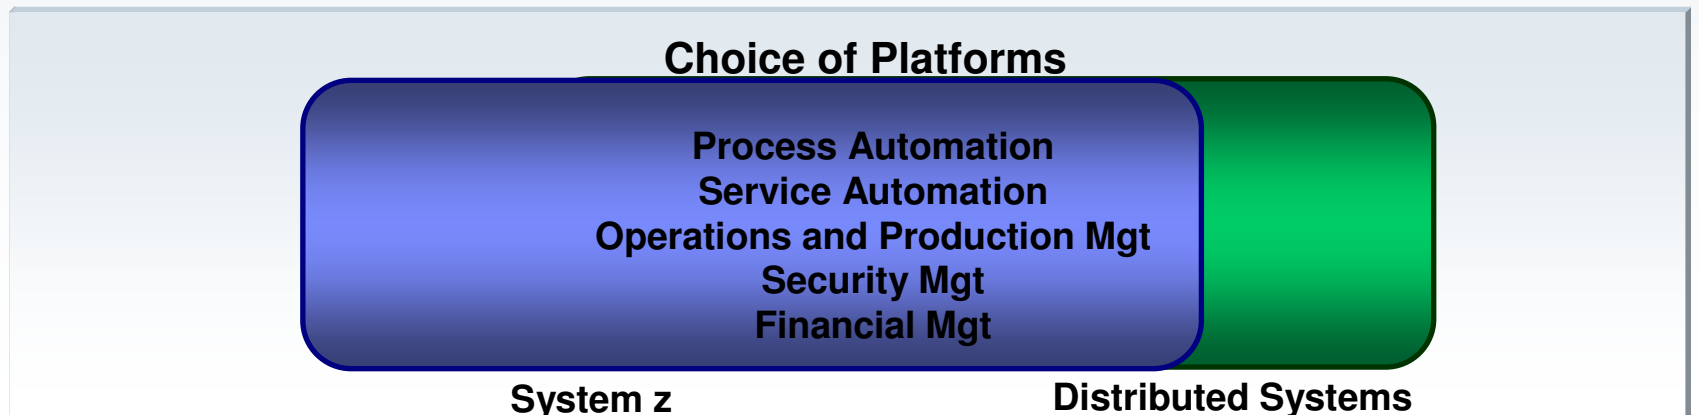 Choice of Platforms
Process Automation
Service Automation
Operations and Production Mgt
Security Mgt
Financial Mgt
System z
Distributed Systems